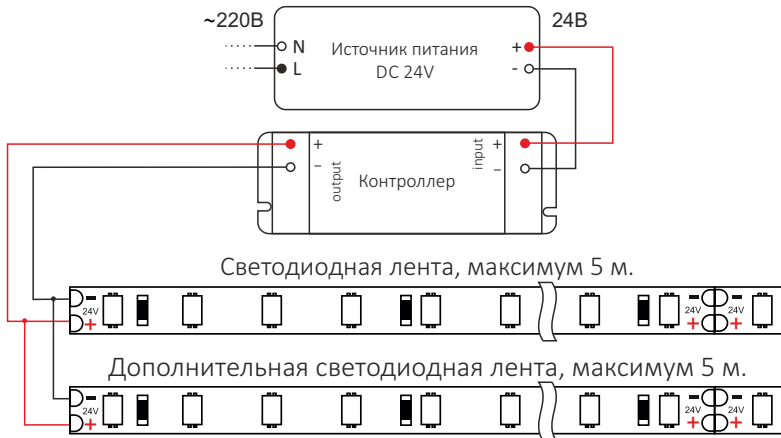 ~220В
24В
N
Источник питания
+
L
DC 24V
-
+
output
input
+
−
Контроллер
−
Светодиодная лента, максимум 5 м.
−
24V
+
−
−
24V
24V
+
+
Дополнительная светодиодная лента, максимум 5 м.
−
24V
+
−
−
24V
24V
+
+